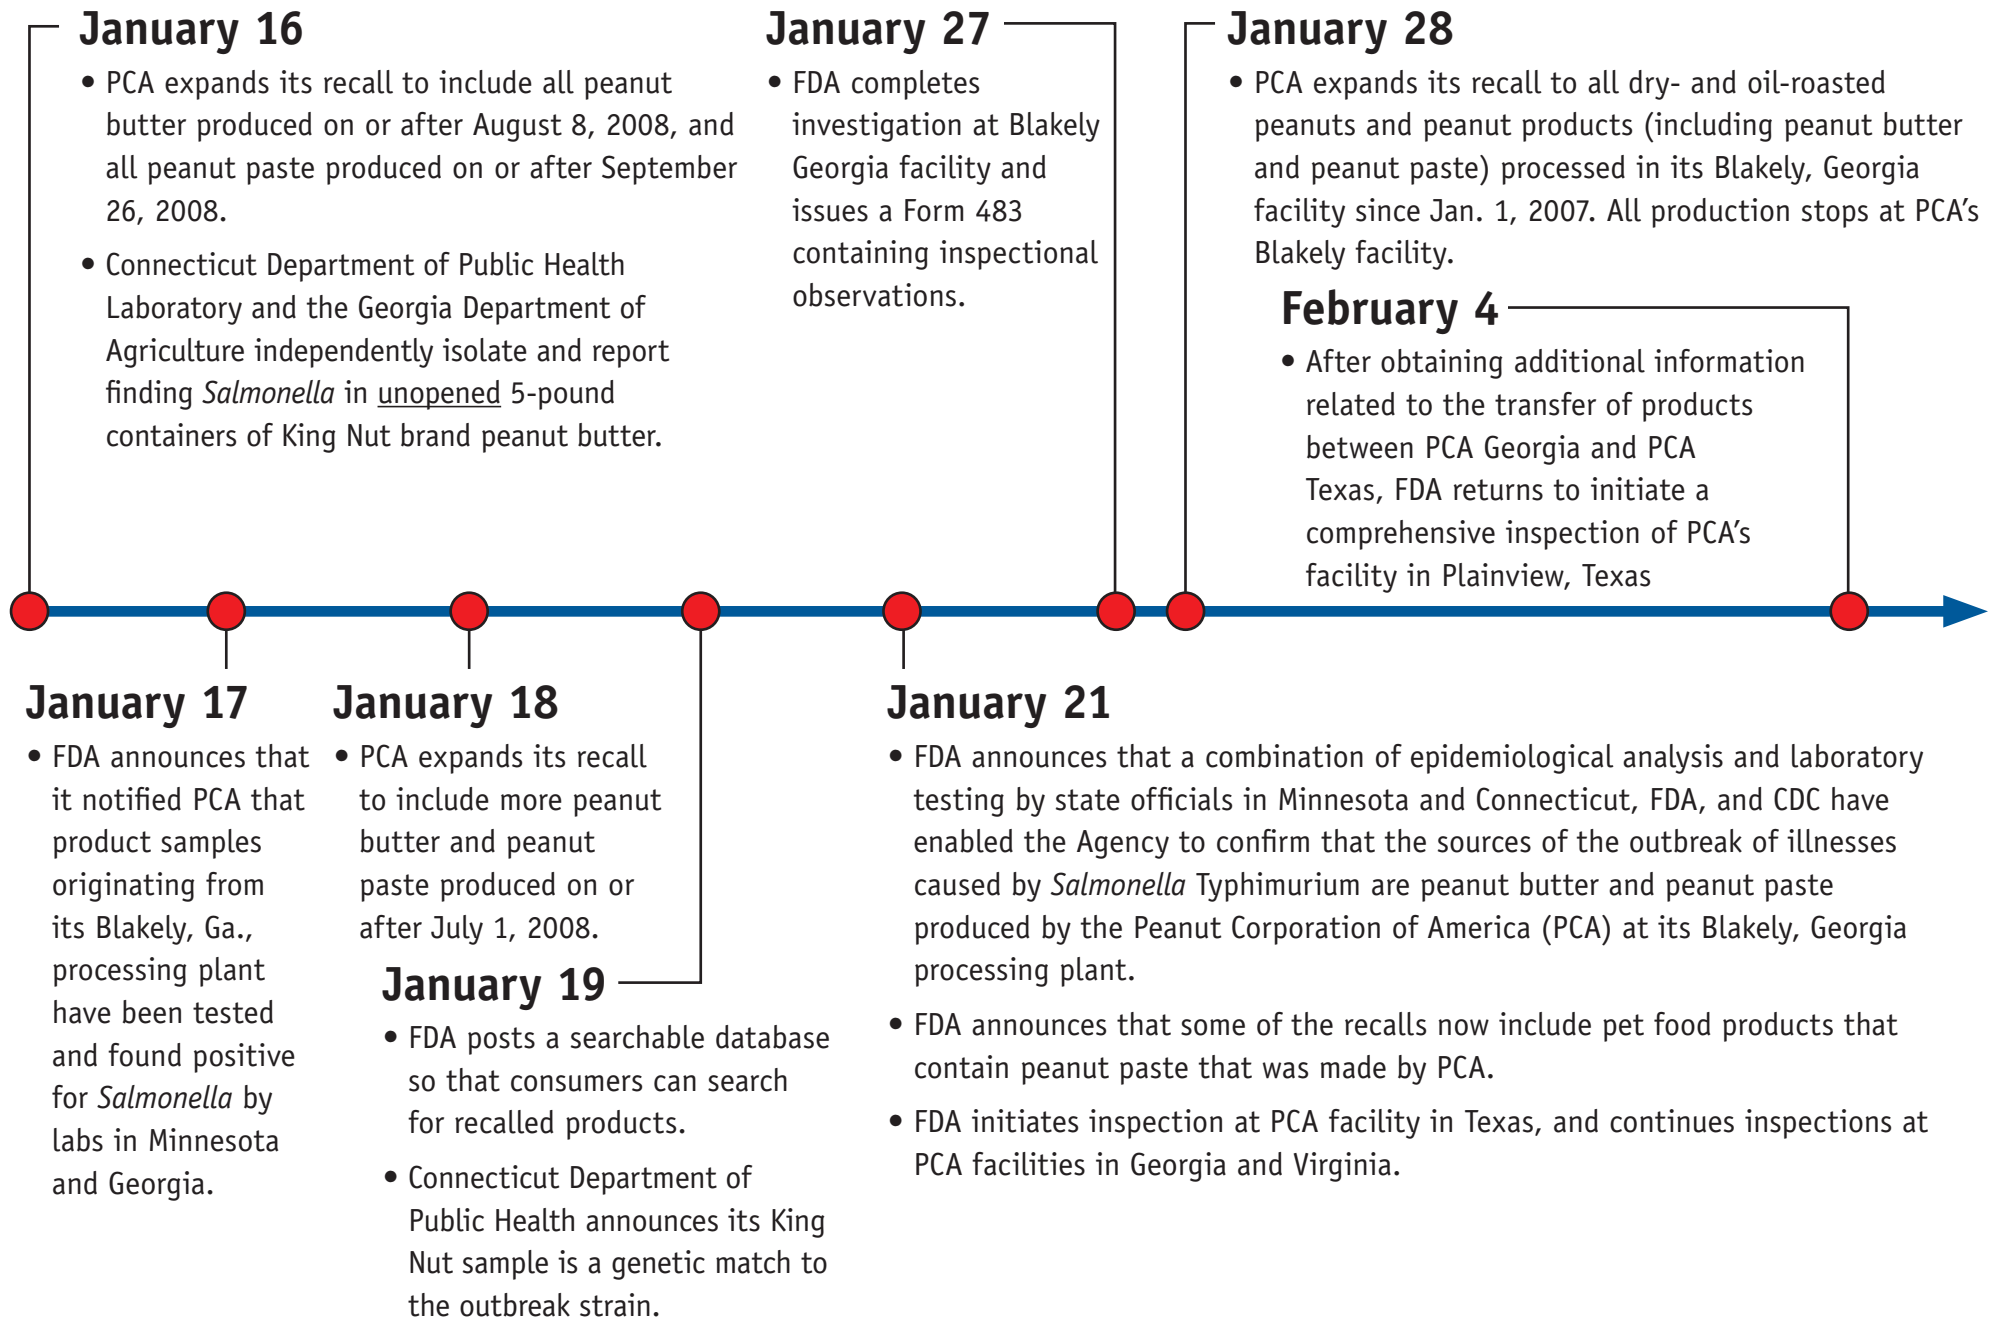 January 16
• PCA expands its recall to include all peanut
butter produced on or after August 8, 2008, and
all peanut paste produced on or after September
26, 2008.
• Connecticut Department of Public Health
Laboratory and the Georgia Department of
Agriculture independently isolate and report
finding Salmonella in unopened 5-pound
containers of King Nut brand peanut butter.
January 27
• FDA completes
investigation at Blakely
Georgia facility and
issues a Form 483
containing inspectional
observations.
January 28
• PCA expands its recall to all dry- and oil-roasted
peanuts and peanut products (including peanut butter
and peanut paste) processed in its Blakely, Georgia
facility since Jan. 1, 2007. All production stops at PCA’s
Blakely facility.
February 4
• After obtaining additional information
related to the transfer of products
between PCA Georgia and PCA
Texas, FDA returns to initiate a
comprehensive inspection of PCA’s
facility in Plainview, Texas
January 17
• FDA announces that
it notified PCA that
product samples
originating from
its Blakely, Ga.,
processing plant
have been tested
and found positive
for Salmonella by
labs in Minnesota
and Georgia.
January 18
• PCA expands its recall
to include more peanut
butter and peanut
paste produced on or
after July 1, 2008.
January 19
• FDA posts a searchable database
so that consumers can search
for recalled products.
• Connecticut Department of
Public Health announces its King
Nut sample is a genetic match to
the outbreak strain.
January 21
• FDA announces that a combination of epidemiological analysis and laboratory
testing by state officials in Minnesota and Connecticut, FDA, and CDC have
enabled the Agency to confirm that the sources of the outbreak of illnesses
caused by Salmonella Typhimurium are peanut butter and peanut paste
produced by the Peanut Corporation of America (PCA) at its Blakely, Georgia
processing plant.
• FDA announces that some of the recalls now include pet food products that
contain peanut paste that was made by PCA.
• FDA initiates inspection at PCA facility in Texas, and continues inspections at
PCA facilities in Georgia and Virginia.